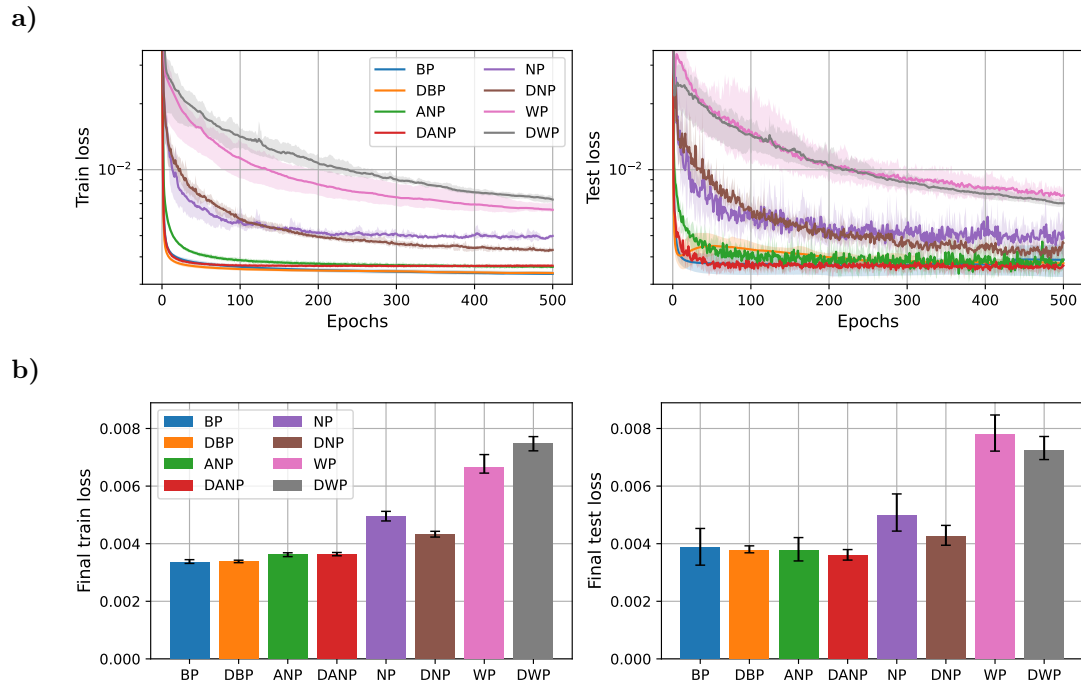 a)
Train loss
10⁻²
BP
DBP
ANP
DANP
NP
DNP
WP
DWP
0 100 200 300 400 500
Epochs
Test loss
10⁻²
0 100 200 300 400 500
Epochs
b)
Final train loss
0.008
0.006
0.004
0.002
0.000
BP
DBP
ANP
DANP
NP
DNP
WP
DWP
BP DBP ANP DANP NP DNP WP DWP
Final test loss
0.008
0.006
0.004
0.002
0.000
BP DBP ANP DANP NP DNP WP DWP